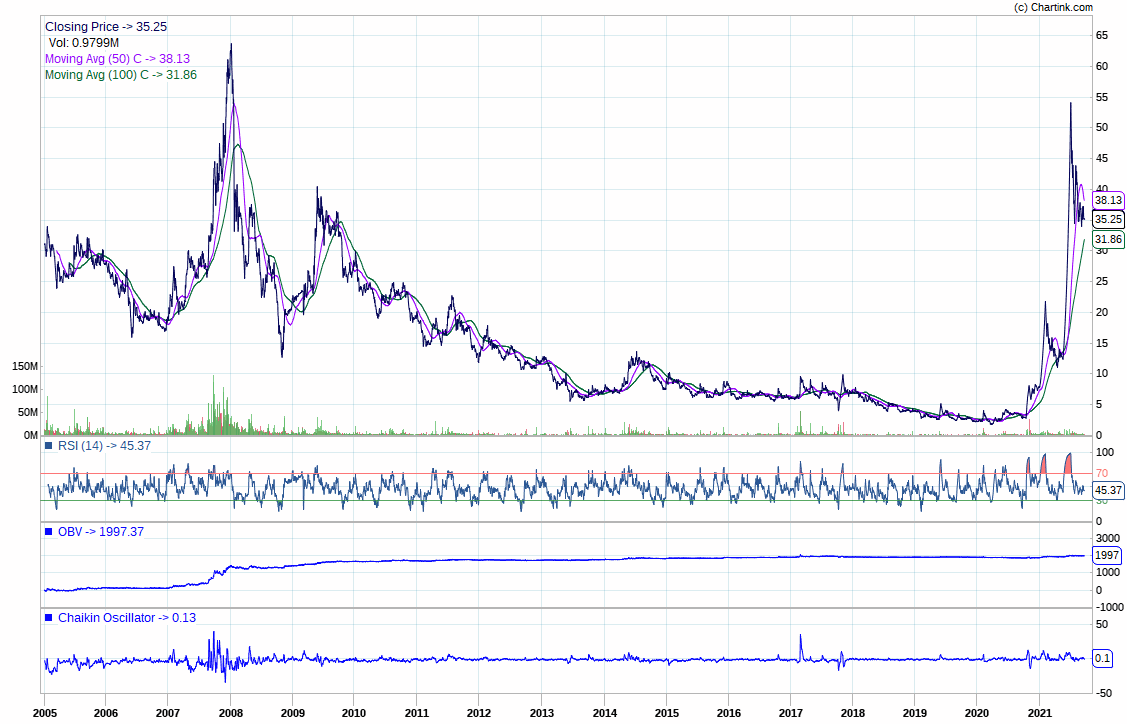 (c) Chartink.com
Closing Price -> 35.25
Vol: 0.9799M
Moving Avg (50) C -> 38.13
Moving Avg (100) C -> 31.86
65
60
55
50
45
40
38.13
35.25
31.86
30
25
20
15
10
5
0
150M
100M
50M
0M
RSI (14) -> 45.37
100
70
45.37
30
0
OBV -> 1997.37
3000
1997
1000
0
-1000
Chaikin Oscillator -> 0.13
50
0.1
-50
2005 2006 2007 2008 2009 2010 2011 2012 2013 2014 2015 2016 2017 2018 2019 2020 2021